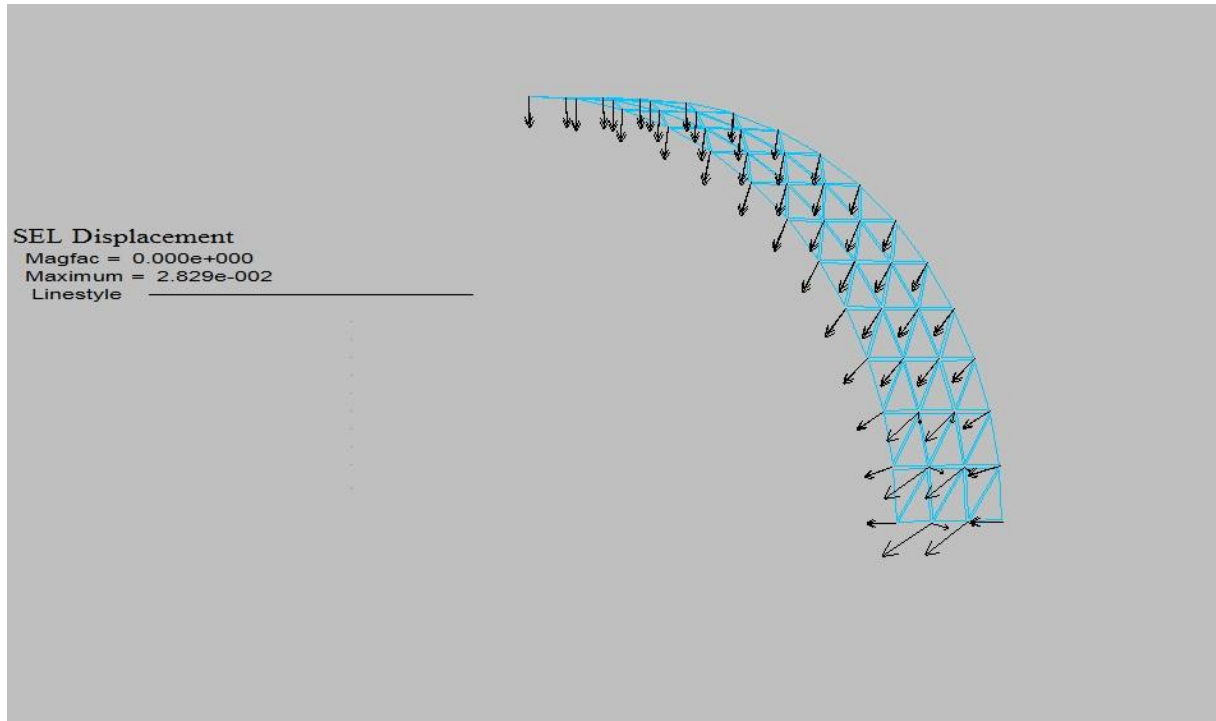 SEL Displacement
Magfac = 0.000e+000
Maximum = 2.829e-002
Linestyle